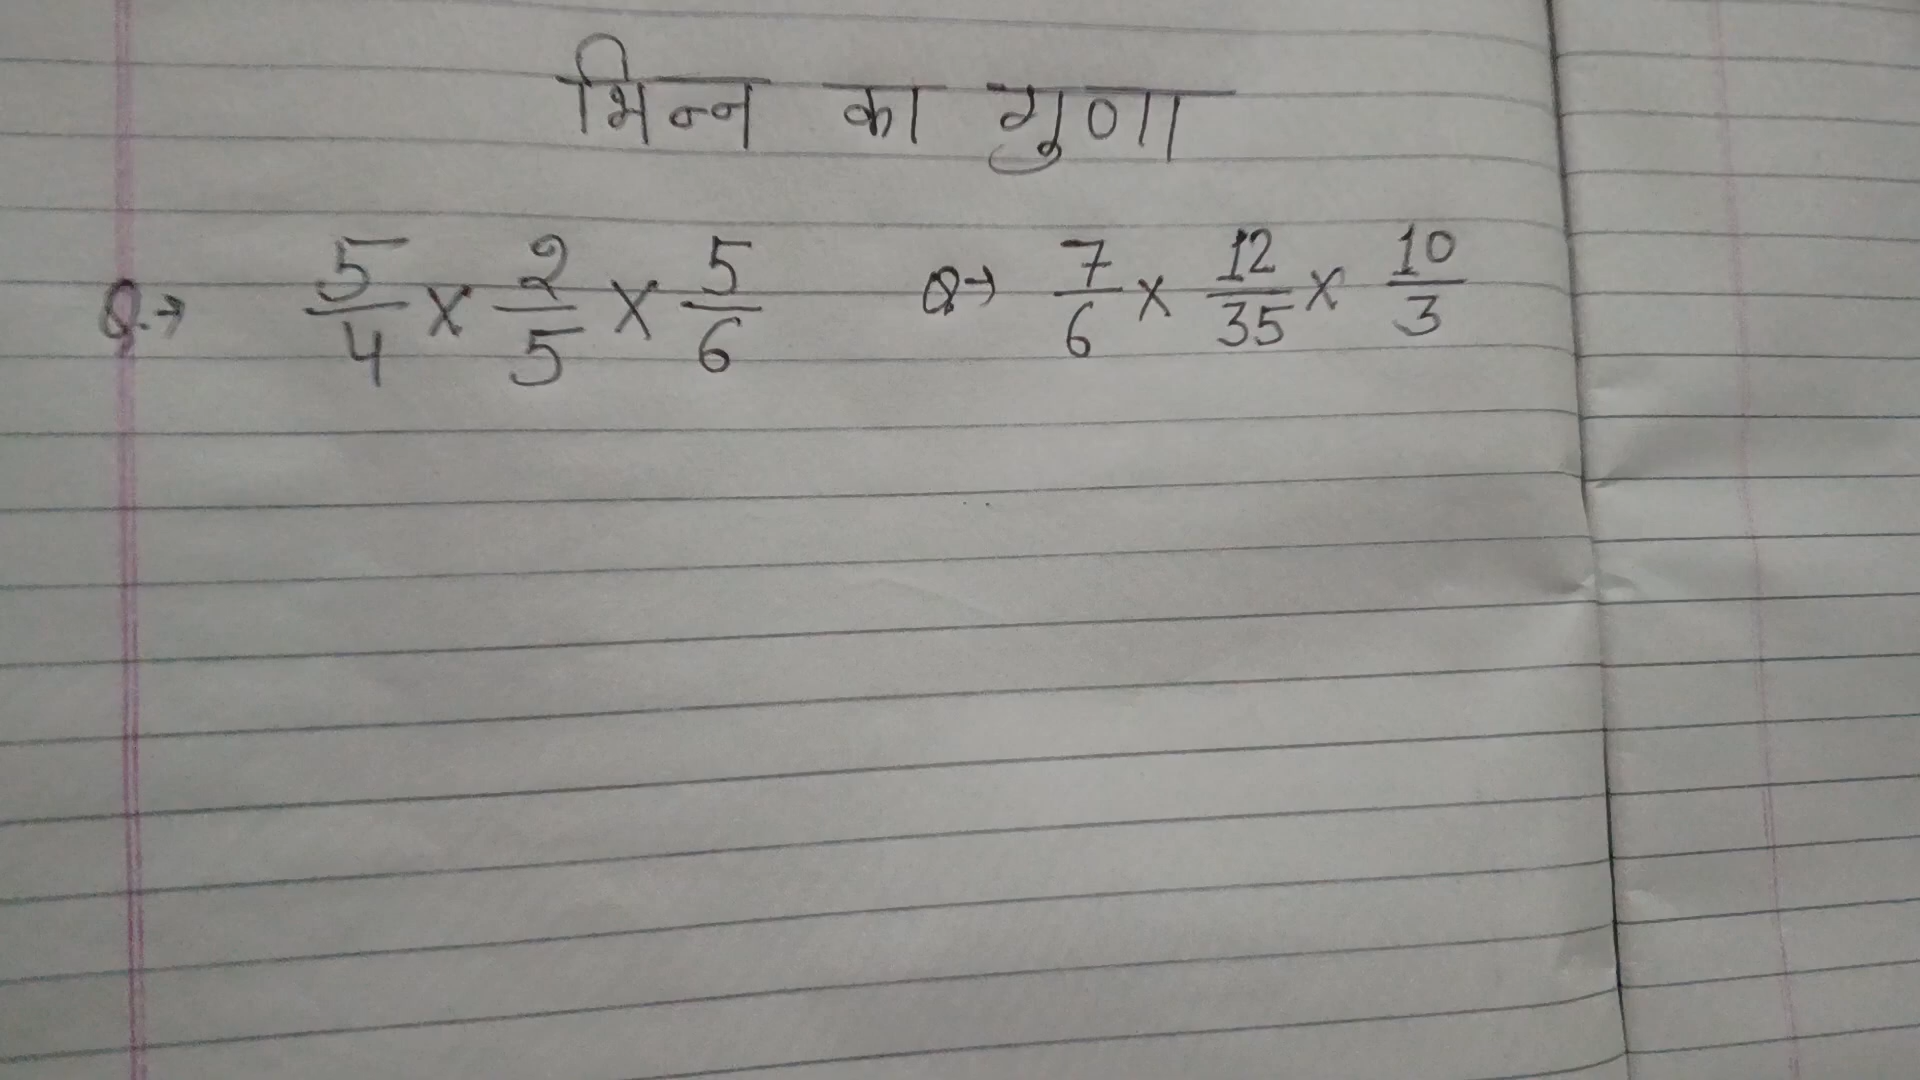 भिन्न का गुणा
Q→ 5/4 × 2/5 × 5/6
Q→ 7/6 × 12/35 × 10/3